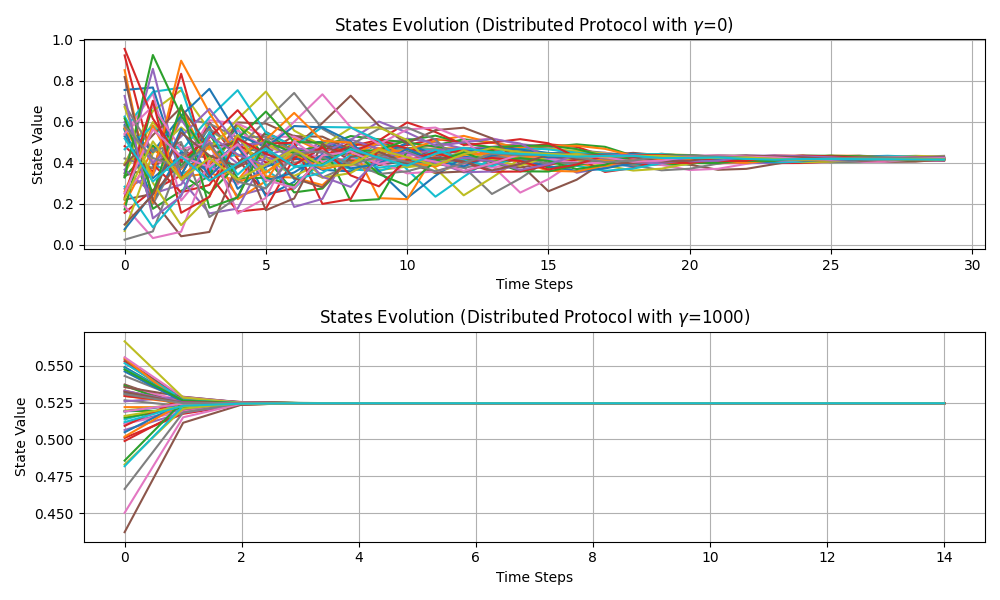 States Evolution (Distributed Protocol with γ=0)
1.0
0.8
0.6
0.4
0.2
0.0
State Value
0 5 10 15 20 25 30
Time Steps
States Evolution (Distributed Protocol with γ=1000)
0.550
0.525
0.500
0.475
0.450
State Value
0 2 4 6 8 10 12 14
Time Steps